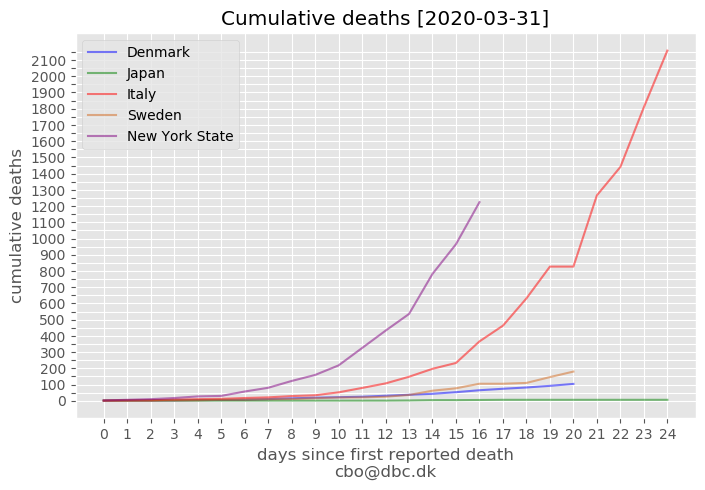 Cumulative deaths [2020-03-31]
Denmark
Japan
Italy
Sweden
New York State
2100
2000
1900
1800
1700
1600
1500
1400
1300
1200
1100
1000
900
800
700
600
500
400
300
200
100
0
cumulative deaths
0 1 2 3 4 5 6 7 8 9 10 11 12 13 14 15 16 17 18 19 20 21 22 23 24
days since first reported death
cbo@dbc.dk